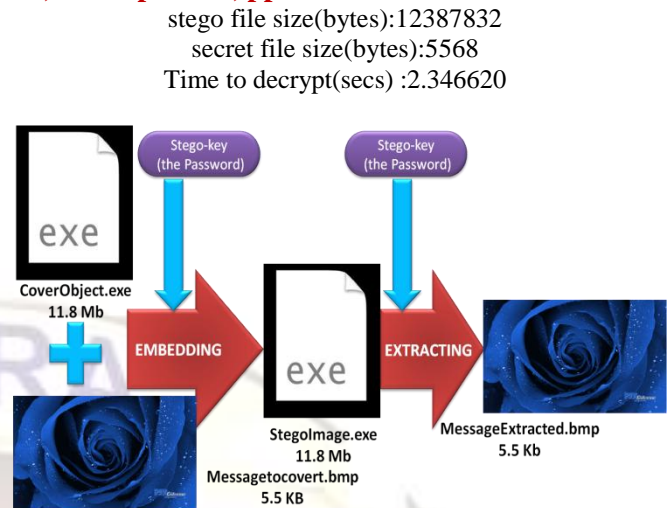 stego file size(bytes):12387832
secret file size(bytes):5568
Time to decrypt(secs) :2.346620
Stego-key
(the Password)
Stego-key
(the Password)
exe
CoverObject.exe
11.8 Mb
EMBEDDING
exe
EXTRACTING
StegoImage.exe
11.8 Mb
Messagetocovert.bmp
5.5 KB
MessageExtracted.bmp
5.5 Kb